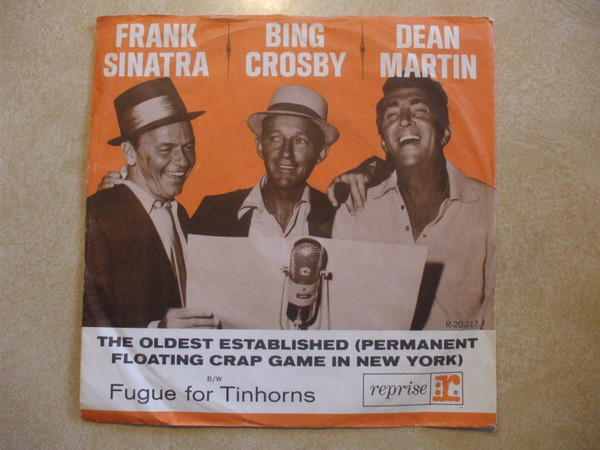 FRANK SINATRA
BING CROSBY
DEAN MARTIN
R-20,217
THE OLDEST ESTABLISHED (PERMANENT
FLOATING CRAP GAME IN NEW YORK)
B/W
Fugue for Tinhorns
reprise r: